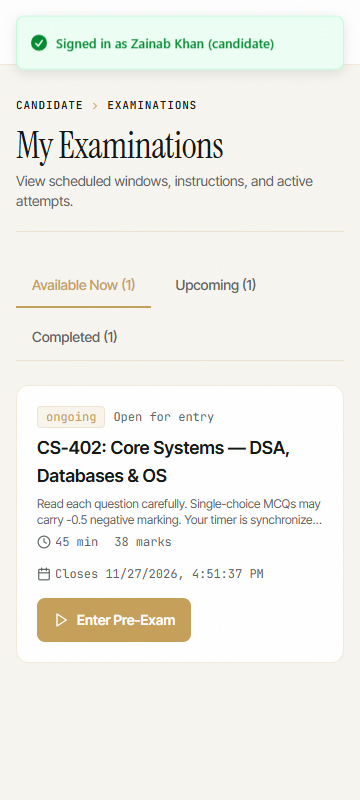 Signed in as Zainab Khan (candidate)
CANDIDATE > EXAMINATIONS
My Examinations
View scheduled windows, instructions, and active
attempts.
Available Now (1)
Upcoming (1)
Completed (1)
ongoing Open for entry
CS-402: Core Systems — DSA,
Databases & OS
Read each question carefully. Single-choice MCQs may
carry -0.5 negative marking. Your timer is synchronize...
45 min 38 marks
Closes 11/27/2026, 4:51:37 PM
Enter Pre-Exam